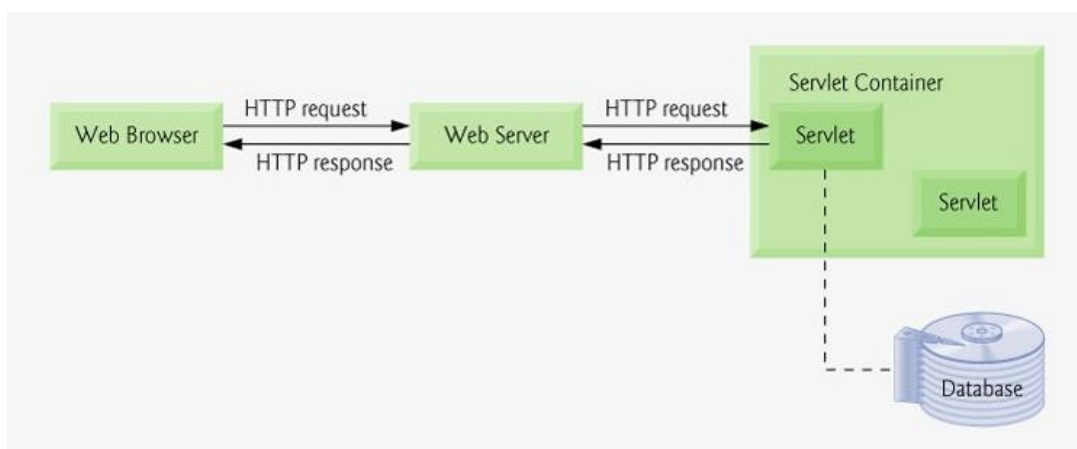 Servlet Container
HTTP request
HTTP request
Web Browser
Web Server
Servlet
HTTP response
HTTP response
Servlet
Database